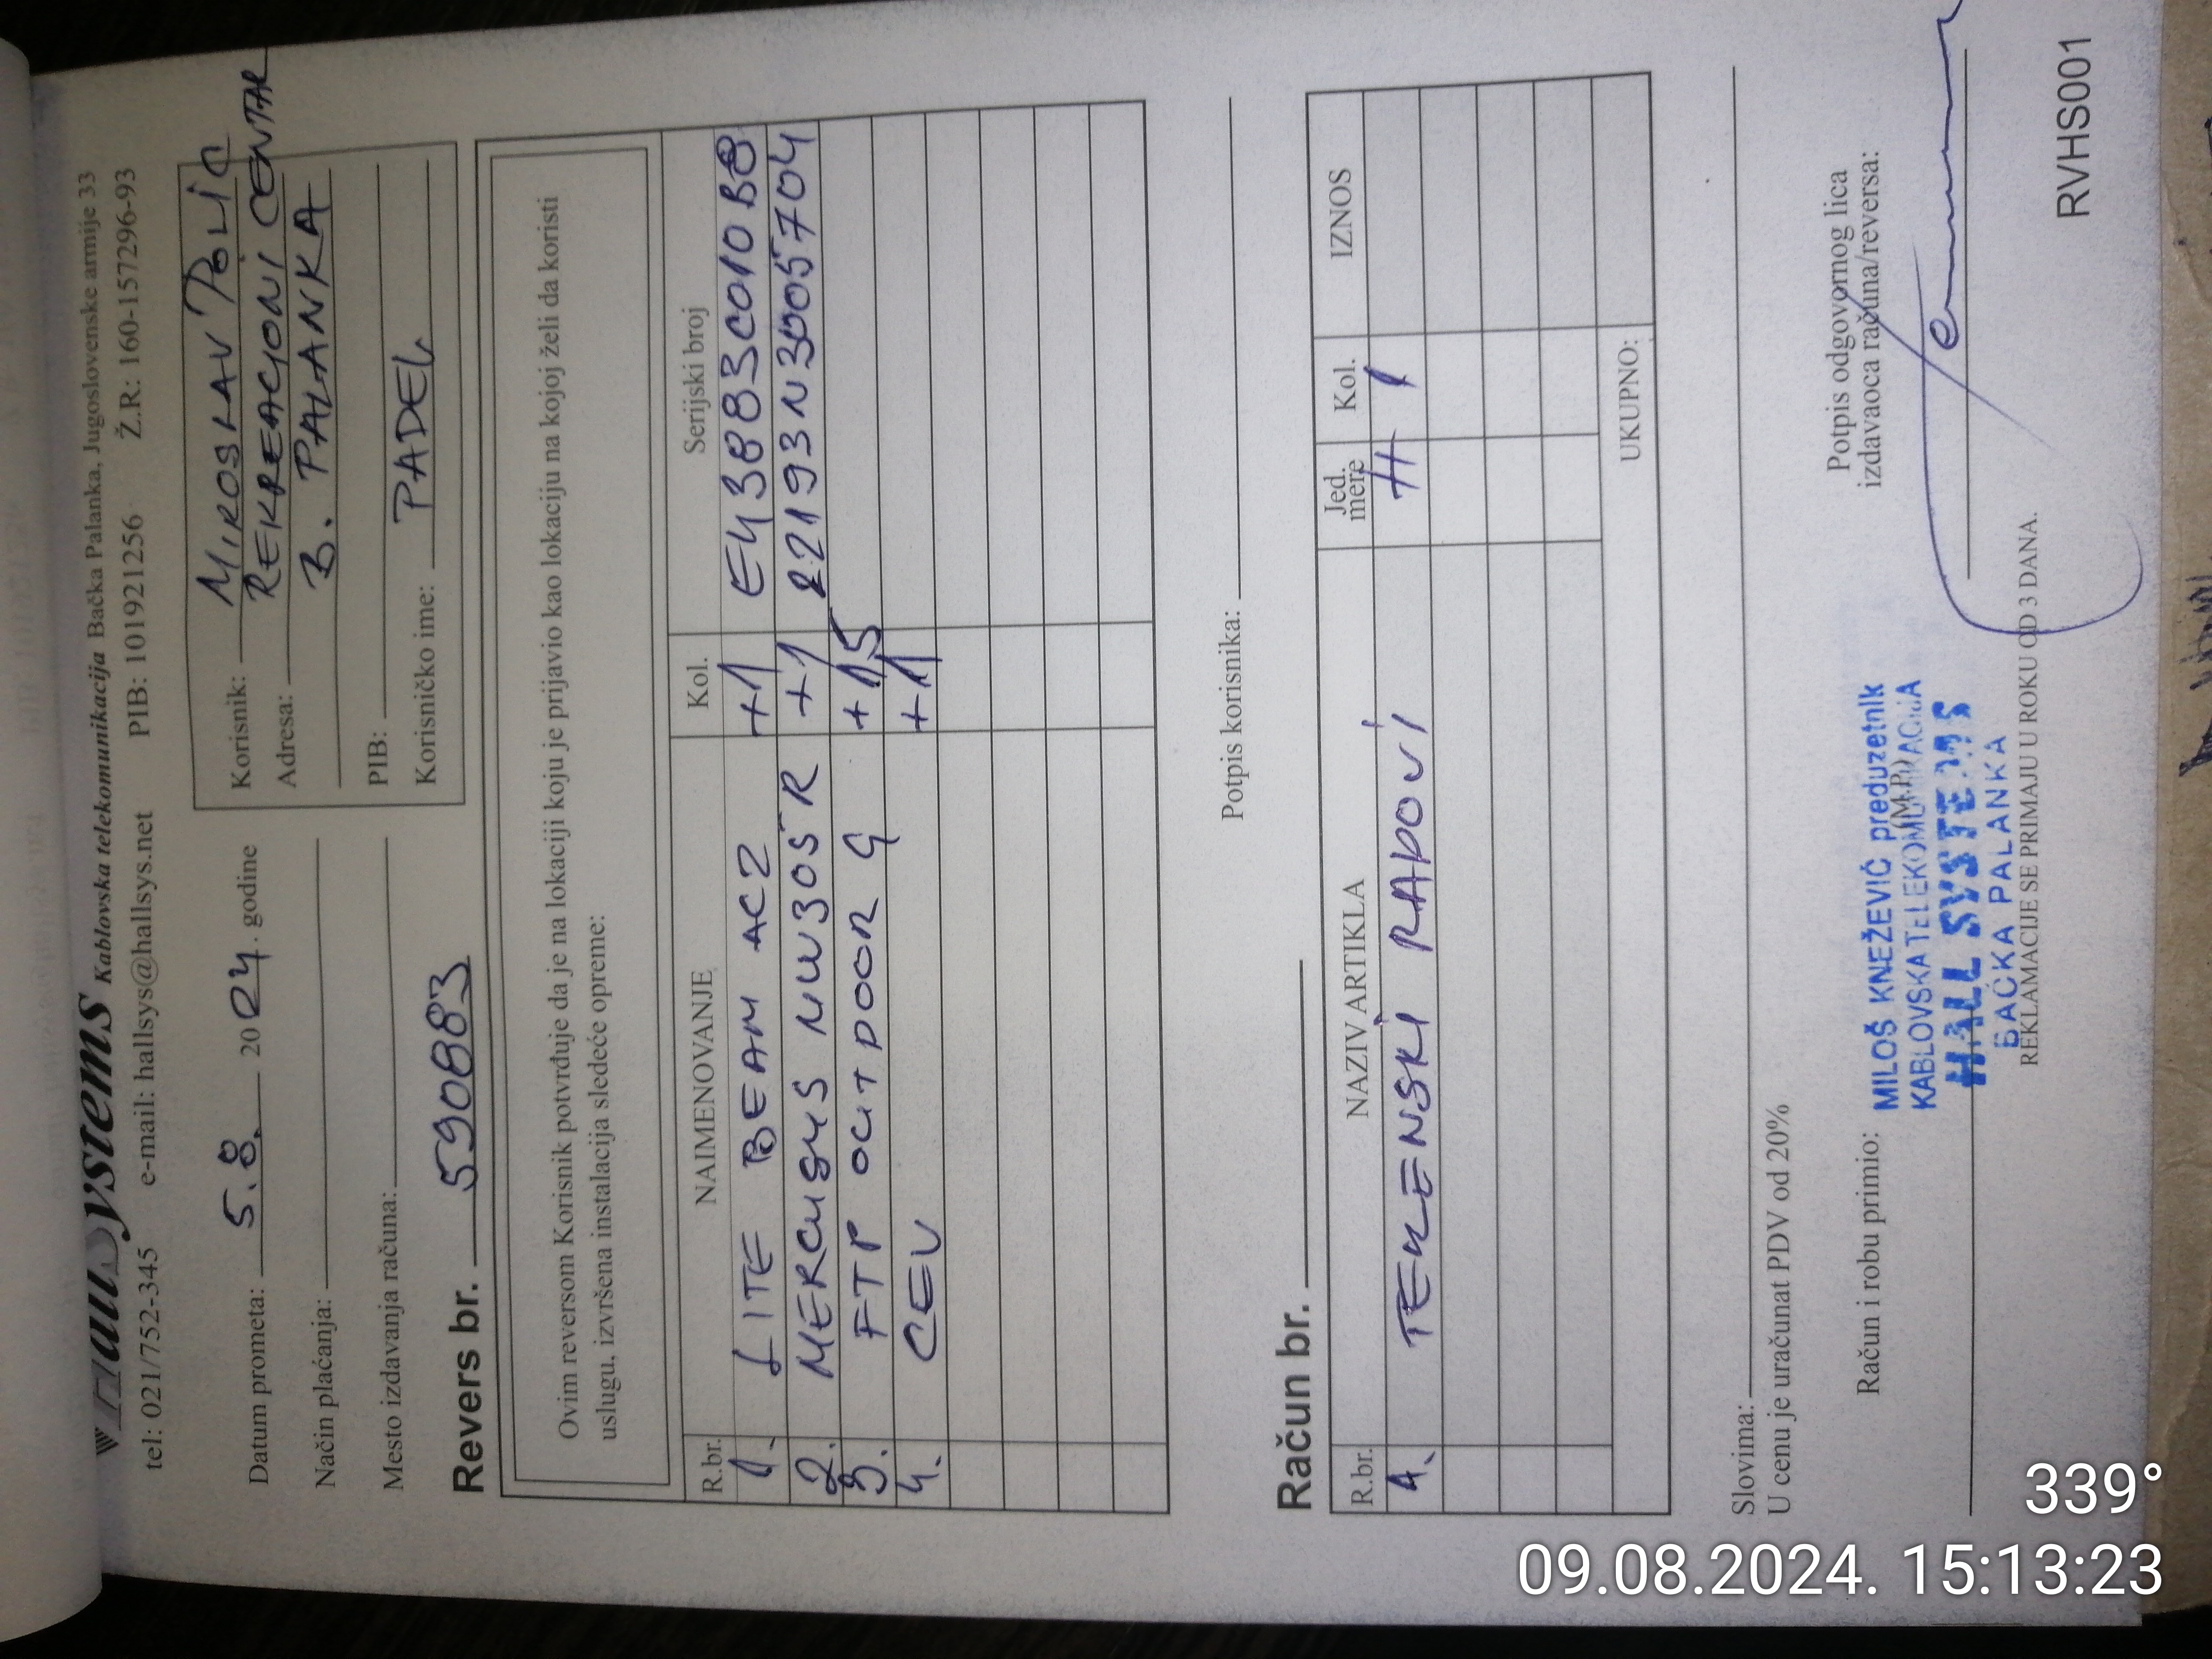 Hall Systems Kablovska telekomunikacija Bačka Palanka, Jugoslovenske armije 33
tel: 021/752-345 e-mail: hallsys@hallsys.net PIB: 101921256 Ž.R: 160-157296-93
Datum prometa: 5.8. 2024. godine
Način plaćanja:
Mesto izdavanja računa:
Korisnik: MIROSLAV POLIĆ
Adresa: REKREACIONI CENTAR
B. PALANKA
PIB:
Korisničko ime: PADEL
Revers br. 590883
Ovim reversom Korisnik potvrđuje da je na lokaciji koju je prijavio kao lokaciju na kojoj želi da koristi
uslugu, izvršena instalacija sledeće opreme:
R.br. NAIMENOVANJE Kol. Serijski broj
1. LITE BEAM AC2 +1 E43883C010B8
2. MERCUSYS MW305R +1 22193N3005704
3. FTP OUTDOOR +15
4. CEV +1
Potpis korisnika:
Račun br.
R.br. NAZIV ARTIKLA Jed. mere Kol. IZNOS
1. TERENSKI RADOVI H 1
UKUPNO:
Slovima:
U cenu je uračunat PDV od 20%
Račun i robu primio:
(M.P.)
Potpis odgovornog lica
izdavaoca računa/reversa:
MILOŠ KNEŽEVIĆ preduzetnik
KABLOVSKA TELEKOMUNIKACIJA
HALL SYSTEMS
BAČKA PALANKA
REKLAMACIJE SE PRIMAJU U ROKU OD 3 DANA.
RVHS001
339°
09.08.2024. 15:13:23